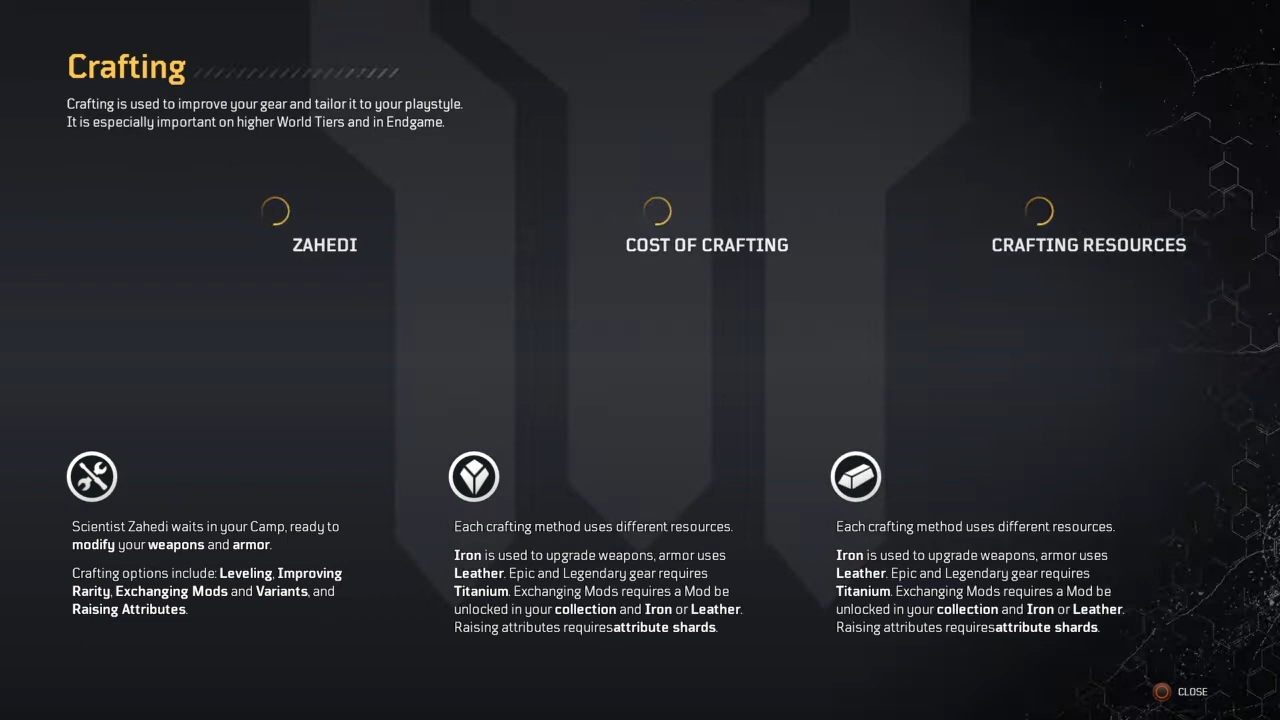 Crafting
Crafting is used to improve your gear and tailor it to your playstyle.
It is especially important on higher World Tiers and in Endgame.
ZAHEDI
Scientist Zahedi waits in your Camp, ready to
modify your weapons and armor.
Crafting options include: Leveling, Improving
Rarity, Exchanging Mods and Variants, and
Raising Attributes.
COST OF CRAFTING
Each crafting method uses different resources.
Iron is used to upgrade weapons, armor uses
Leather. Epic and Legendary gear requires
Titanium. Exchanging Mods requires a Mod be
unlocked in your collection and Iron or Leather.
Raising attributes requiresattribute shards.
CRAFTING RESOURCES
Each crafting method uses different resources.
Iron is used to upgrade weapons, armor uses
Leather. Epic and Legendary gear requires
Titanium. Exchanging Mods requires a Mod be
unlocked in your collection and Iron or Leather.
Raising attributes requiresattribute shards.
CLOSE